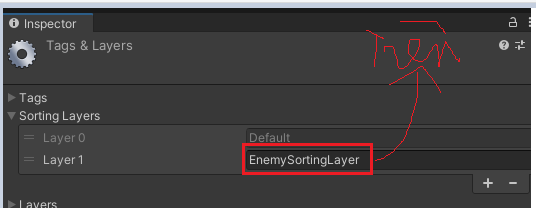 Inspector
Tags & Layers
Tags
Sorting Layers
Layer 0 Default
Layer 1 EnemySortingLayer
Layers